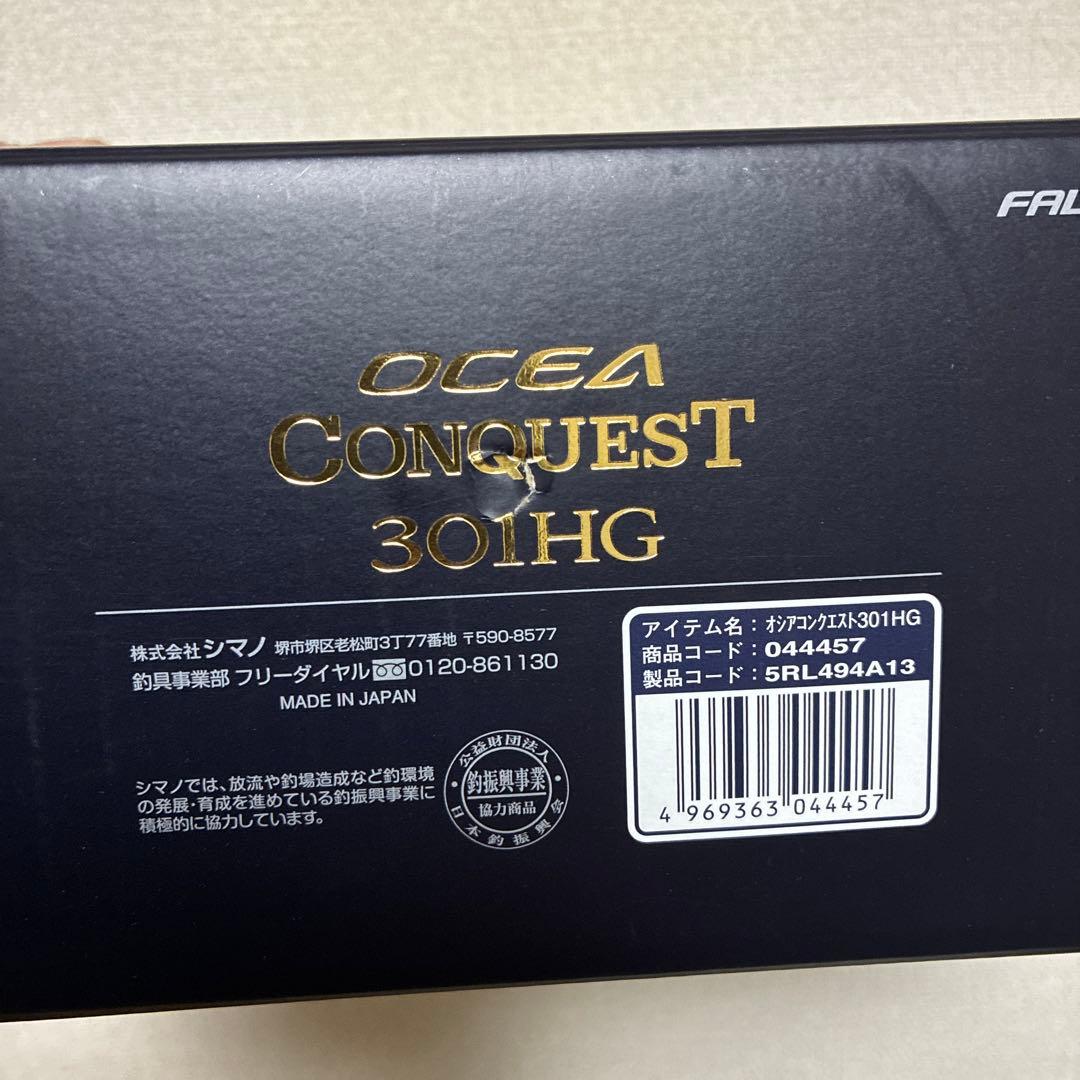 FAL
OCEA
CONQUEST
301HG
株式会社シマノ 堺市堺区老松町3丁77番地 〒590-8577
釣具事業部 フリーダイヤル 0120-861130
MADE IN JAPAN
シマノでは、放流や釣場造成など釣環境
の発展・育成を進めている釣振興事業に
積極的に協力しています。
公益財団法人
釣振興事業
協力商品
日本釣振興会
アイテム名：ｵｼｱｺﾝｸｴｽﾄ301HG
商品コード：044457
製品コード：5RL494A13
4 969363 044457